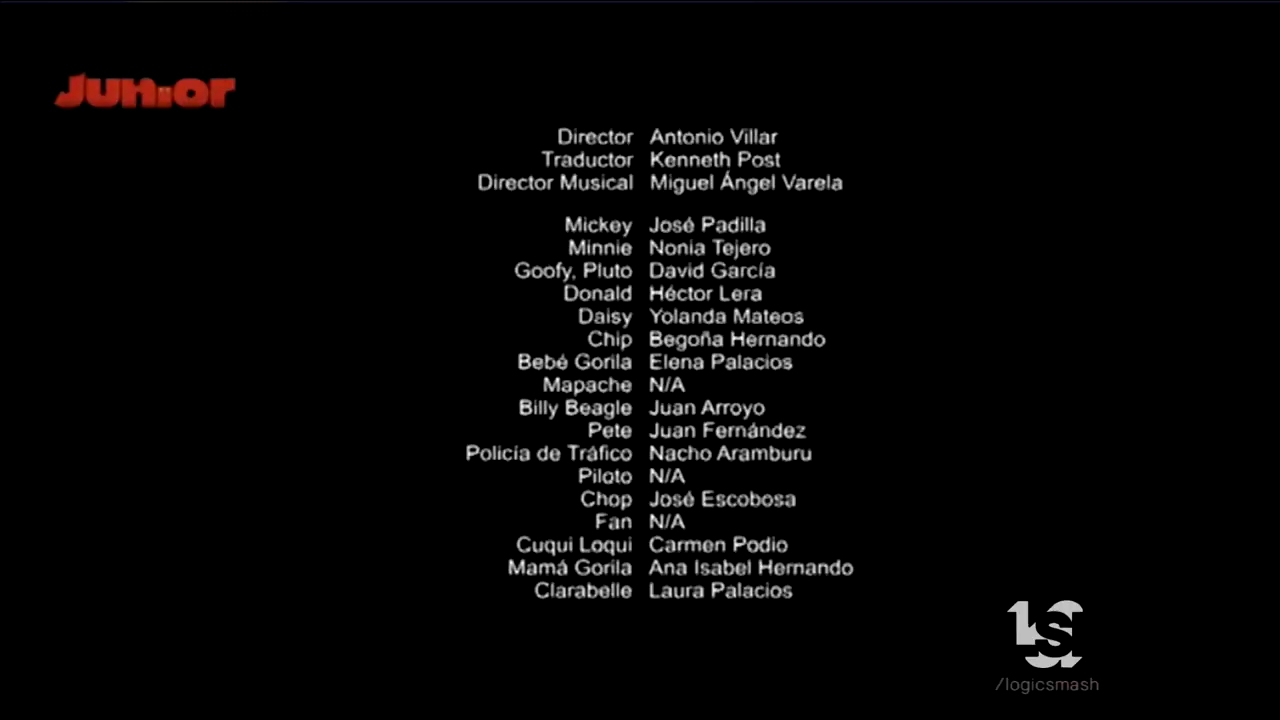 Junior
Director Antonio Villar
Traductor Kenneth Post
Director Musical Miguel Ángel Varela
Mickey José Padilla
Minnie Nonia Tejero
Goofy, Pluto David García
Donald Héctor Lera
Daisy Yolanda Mateos
Chip Begoña Hernando
Bebé Gorila Elena Palacios
Mapache N/A
Billy Beagle Juan Arroyo
Pete Juan Fernández
Policía de Tráfico Nacho Aramburu
Piloto N/A
Chop José Escobosa
Fan N/A
Cuqui Loqui Carmen Podio
Mamá Gorila Ana Isabel Hernando
Clarabelle Laura Palacios
/logicsmash